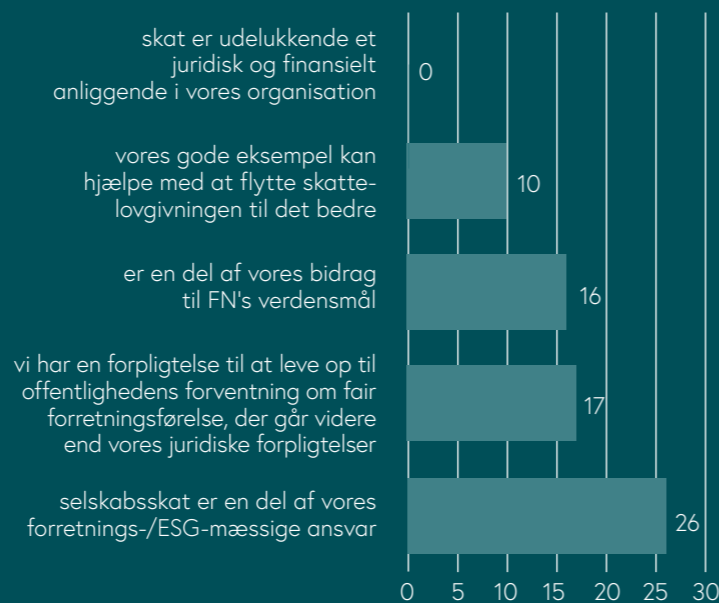 skat er udelukkende et
juridisk og finansielt
anliggende i vores organisation
0
vores gode eksempel kan
hjælpe med at flytte skatte-
lovgivningen til det bedre
10
er en del af vores bidrag
til FN's verdensmål
16
vi har en forpligtelse til at leve op til
offentlighedens forventning om fair
forretningsførelse, der går videre
end vores juridiske forpligtelser
17
selskabsskat er en del af vores
forretnings-/ESG-mæssige ansvar
26
0 5 10 15 20 25 30